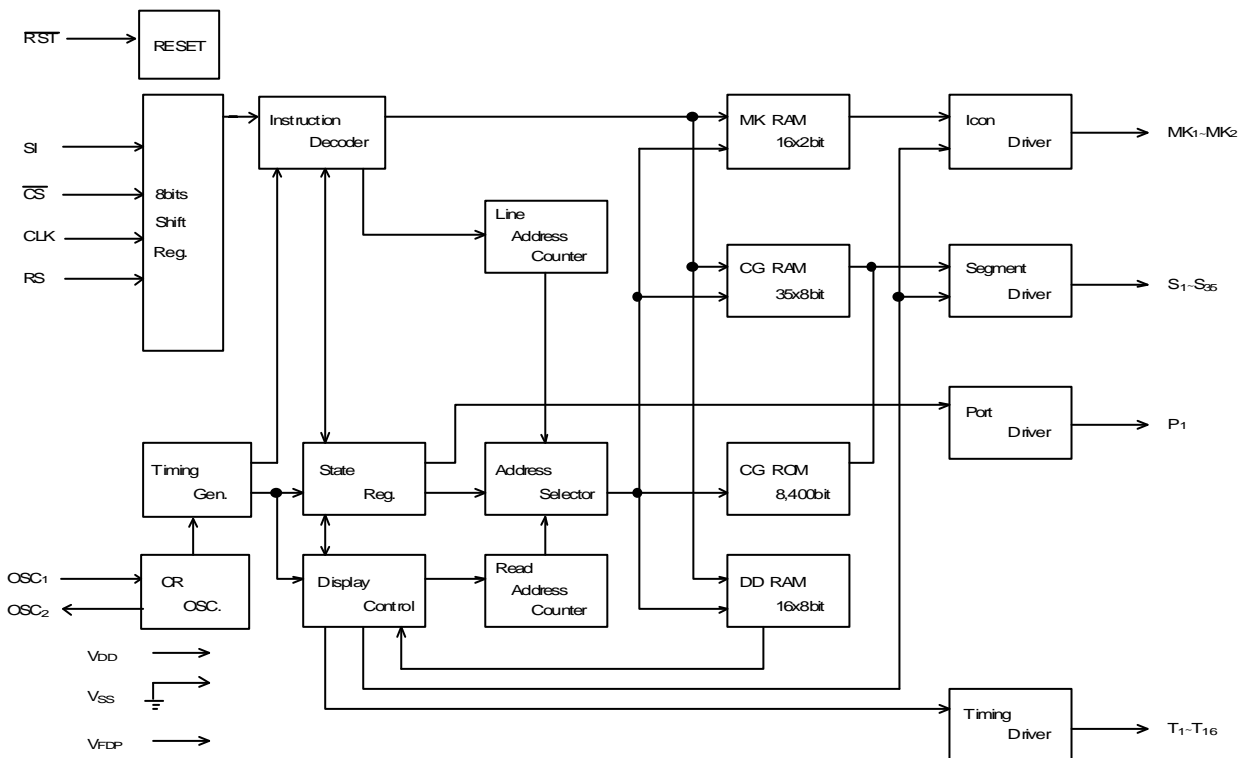 RST
RESET
Instruction
Decoder
MK RAM
16x2bit
Icon
Driver
MK1~MK2
SI
CS
CLK
RS
8bits
Shift
Reg.
Line
Address
Counter
CG RAM
35x8bit
Segment
Driver
S1~S35
Port
Driver
P1
Timing
Gen.
State
Reg.
Address
Selector
CG ROM
8,400bit
OSC1
OSC2
CR
OSC.
Display
Control
Read
Address
Counter
DD RAM
16x8bit
VDD
VSS
VFDP
Timing
Driver
T1~T16